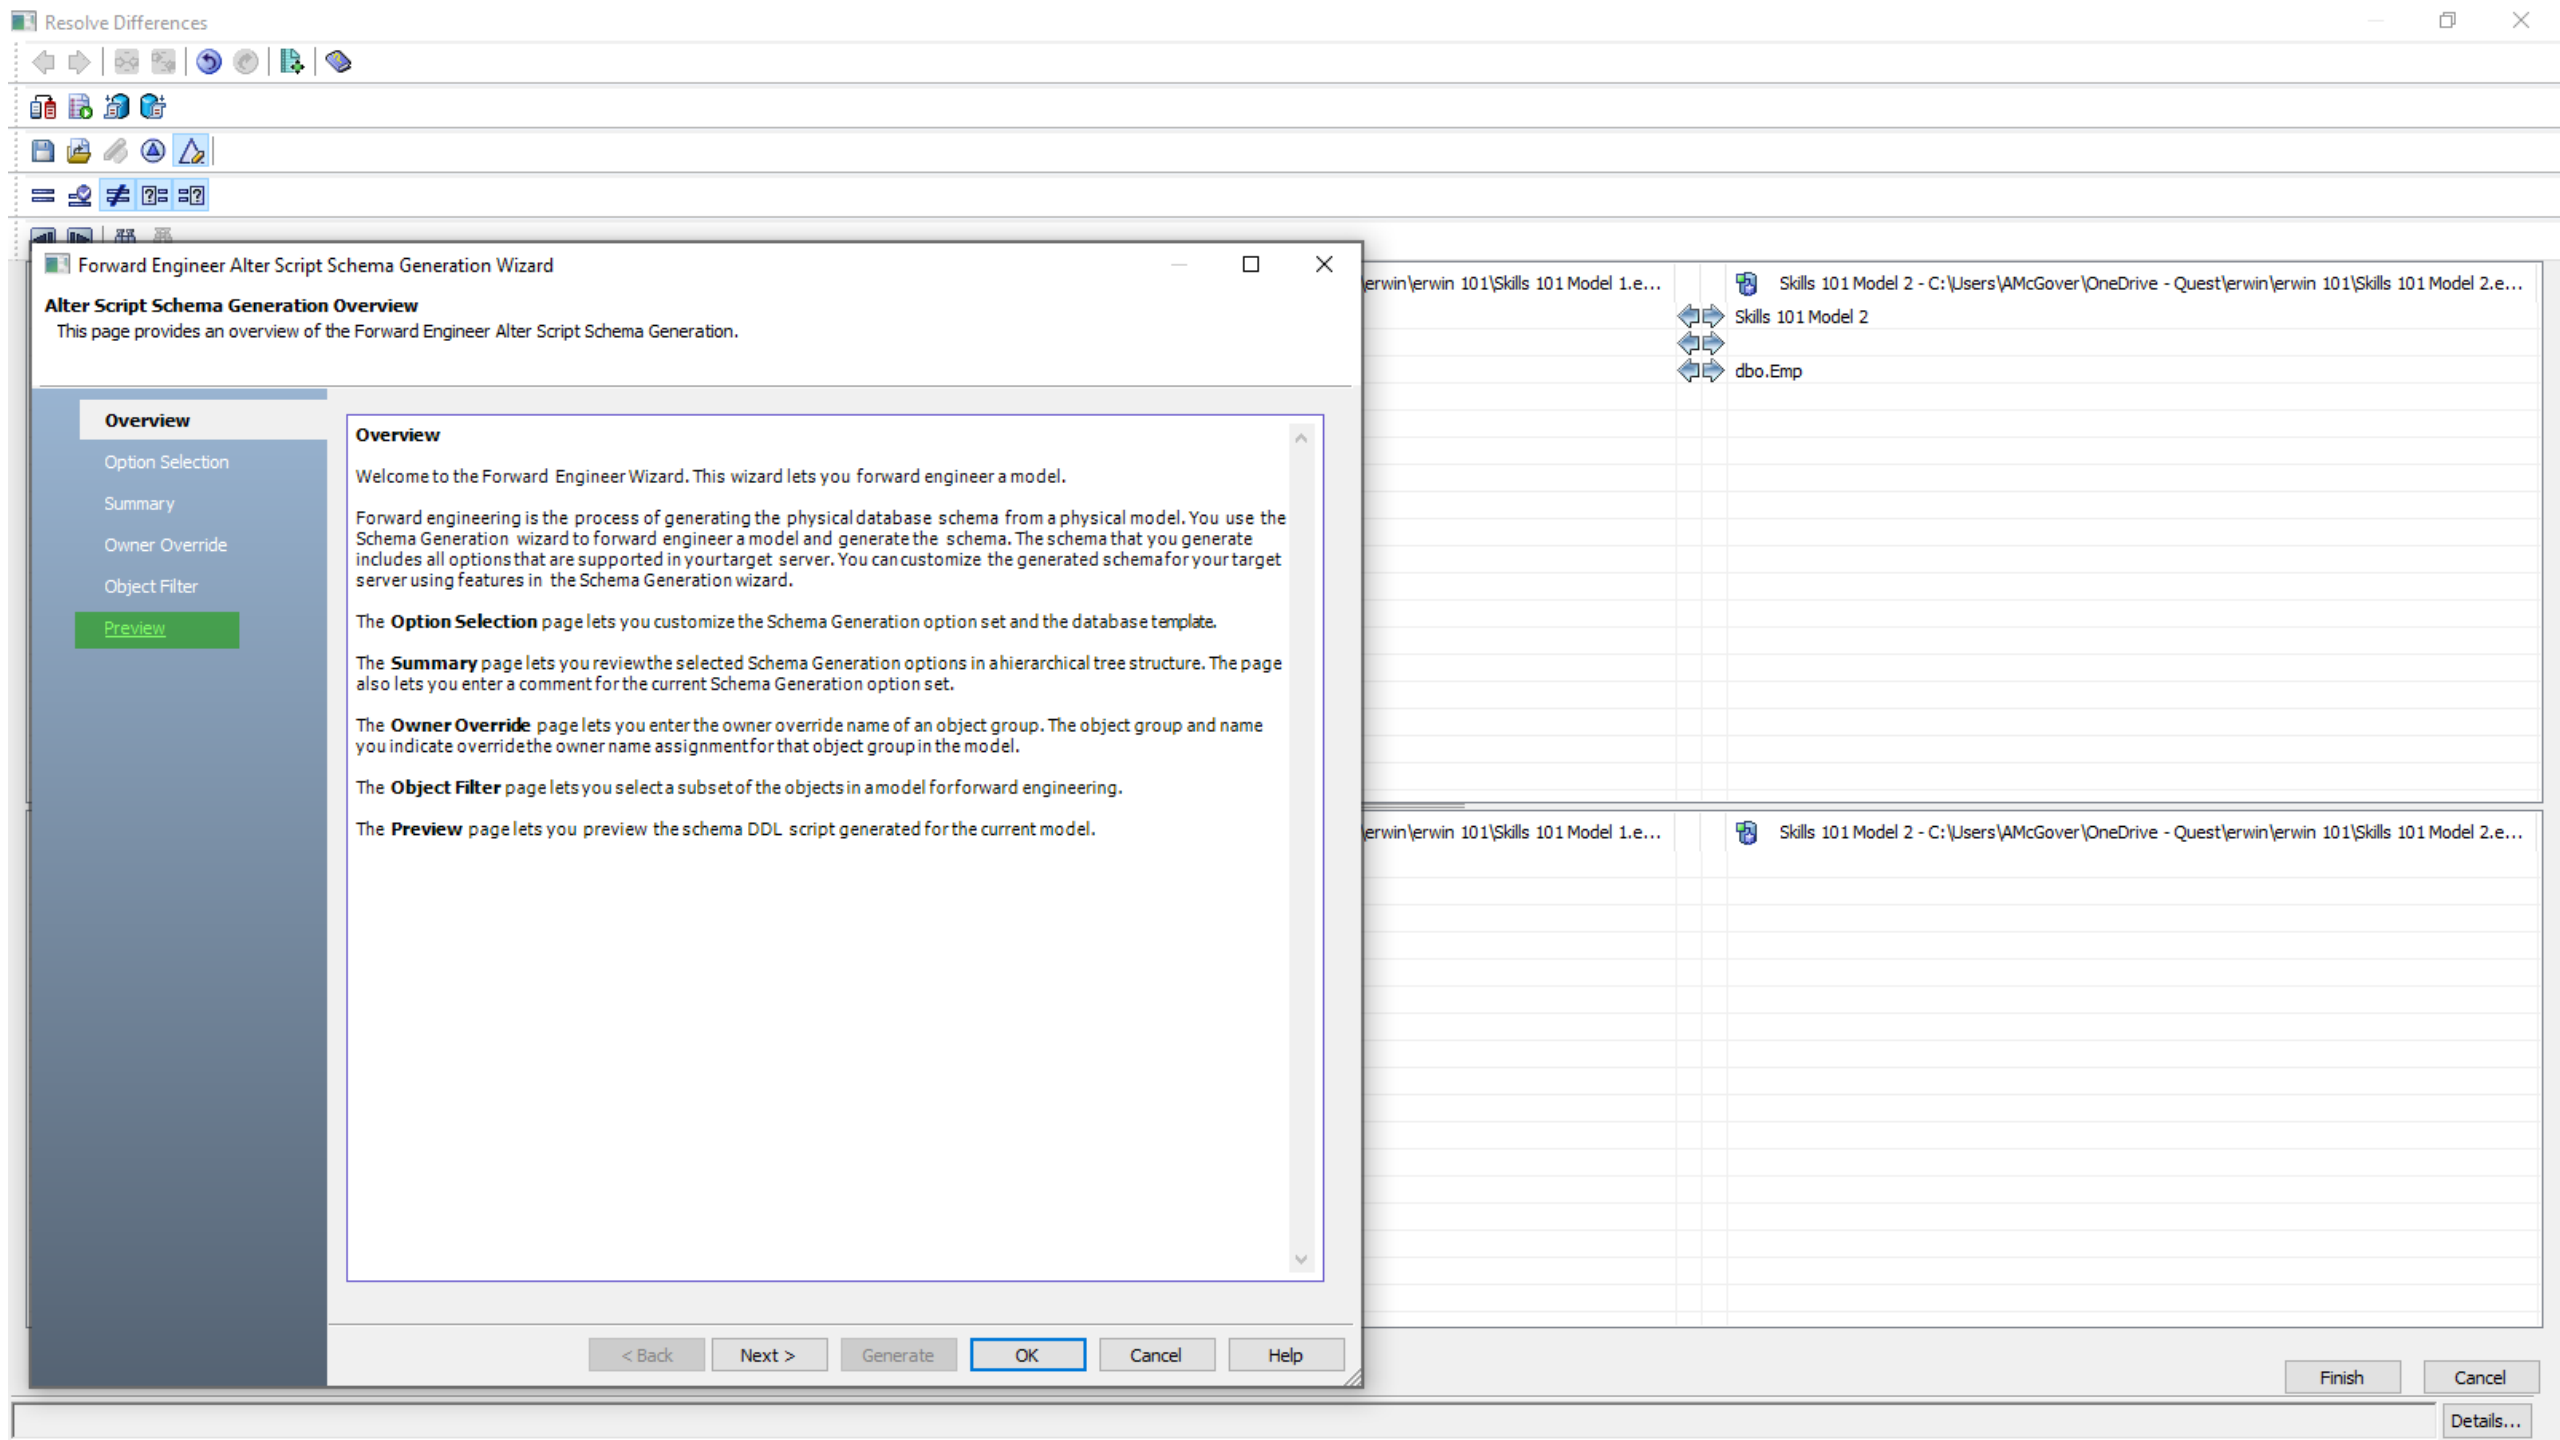 Resolve Differences
Forward Engineer Alter Script Schema Generation Wizard
Alter Script Schema Generation Overview
This page provides an overview of the Forward Engineer Alter Script Schema Generation.
Overview
Option Selection
Summary
Owner Override
Object Filter
Preview
Overview
Welcome to the Forward Engineer Wizard. This wizard lets you forward engineer a model.
Forward engineering is the process of generating the physical database schema from a physical model. You use the
Schema Generation wizard to forward engineer a model and generate the schema. The schema that you generate
includes all options that are supported in your target server. You can customize the generated schema for your target
server using features in the Schema Generation wizard.
The Option Selection page lets you customize the Schema Generation option set and the database template.
The Summary page lets you review the selected Schema Generation options in a hierarchical tree structure. The page
also lets you enter a comment for the current Schema Generation option set.
The Owner Override page lets you enter the owner override name of an object group. The object group and name
you indicate override the owner name assignment for that object group in the model.
The Object Filter page lets you select a subset of the objects in a model for forward engineering.
The Preview page lets you preview the schema DDL script generated for the current model.
< Back
Next >
Generate
OK
Cancel
Help
\erwin\erwin 101\Skills 101 Model 1.e...
Skills 101 Model 2 - C:\Users\AMcGover\OneDrive - Quest\erwin\erwin 101\Skills 101 Model 2.e...
Skills 101 Model 2
dbo.Emp
\erwin\erwin 101\Skills 101 Model 1.e...
Skills 101 Model 2 - C:\Users\AMcGover\OneDrive - Quest\erwin\erwin 101\Skills 101 Model 2.e...
Finish
Cancel
Details...